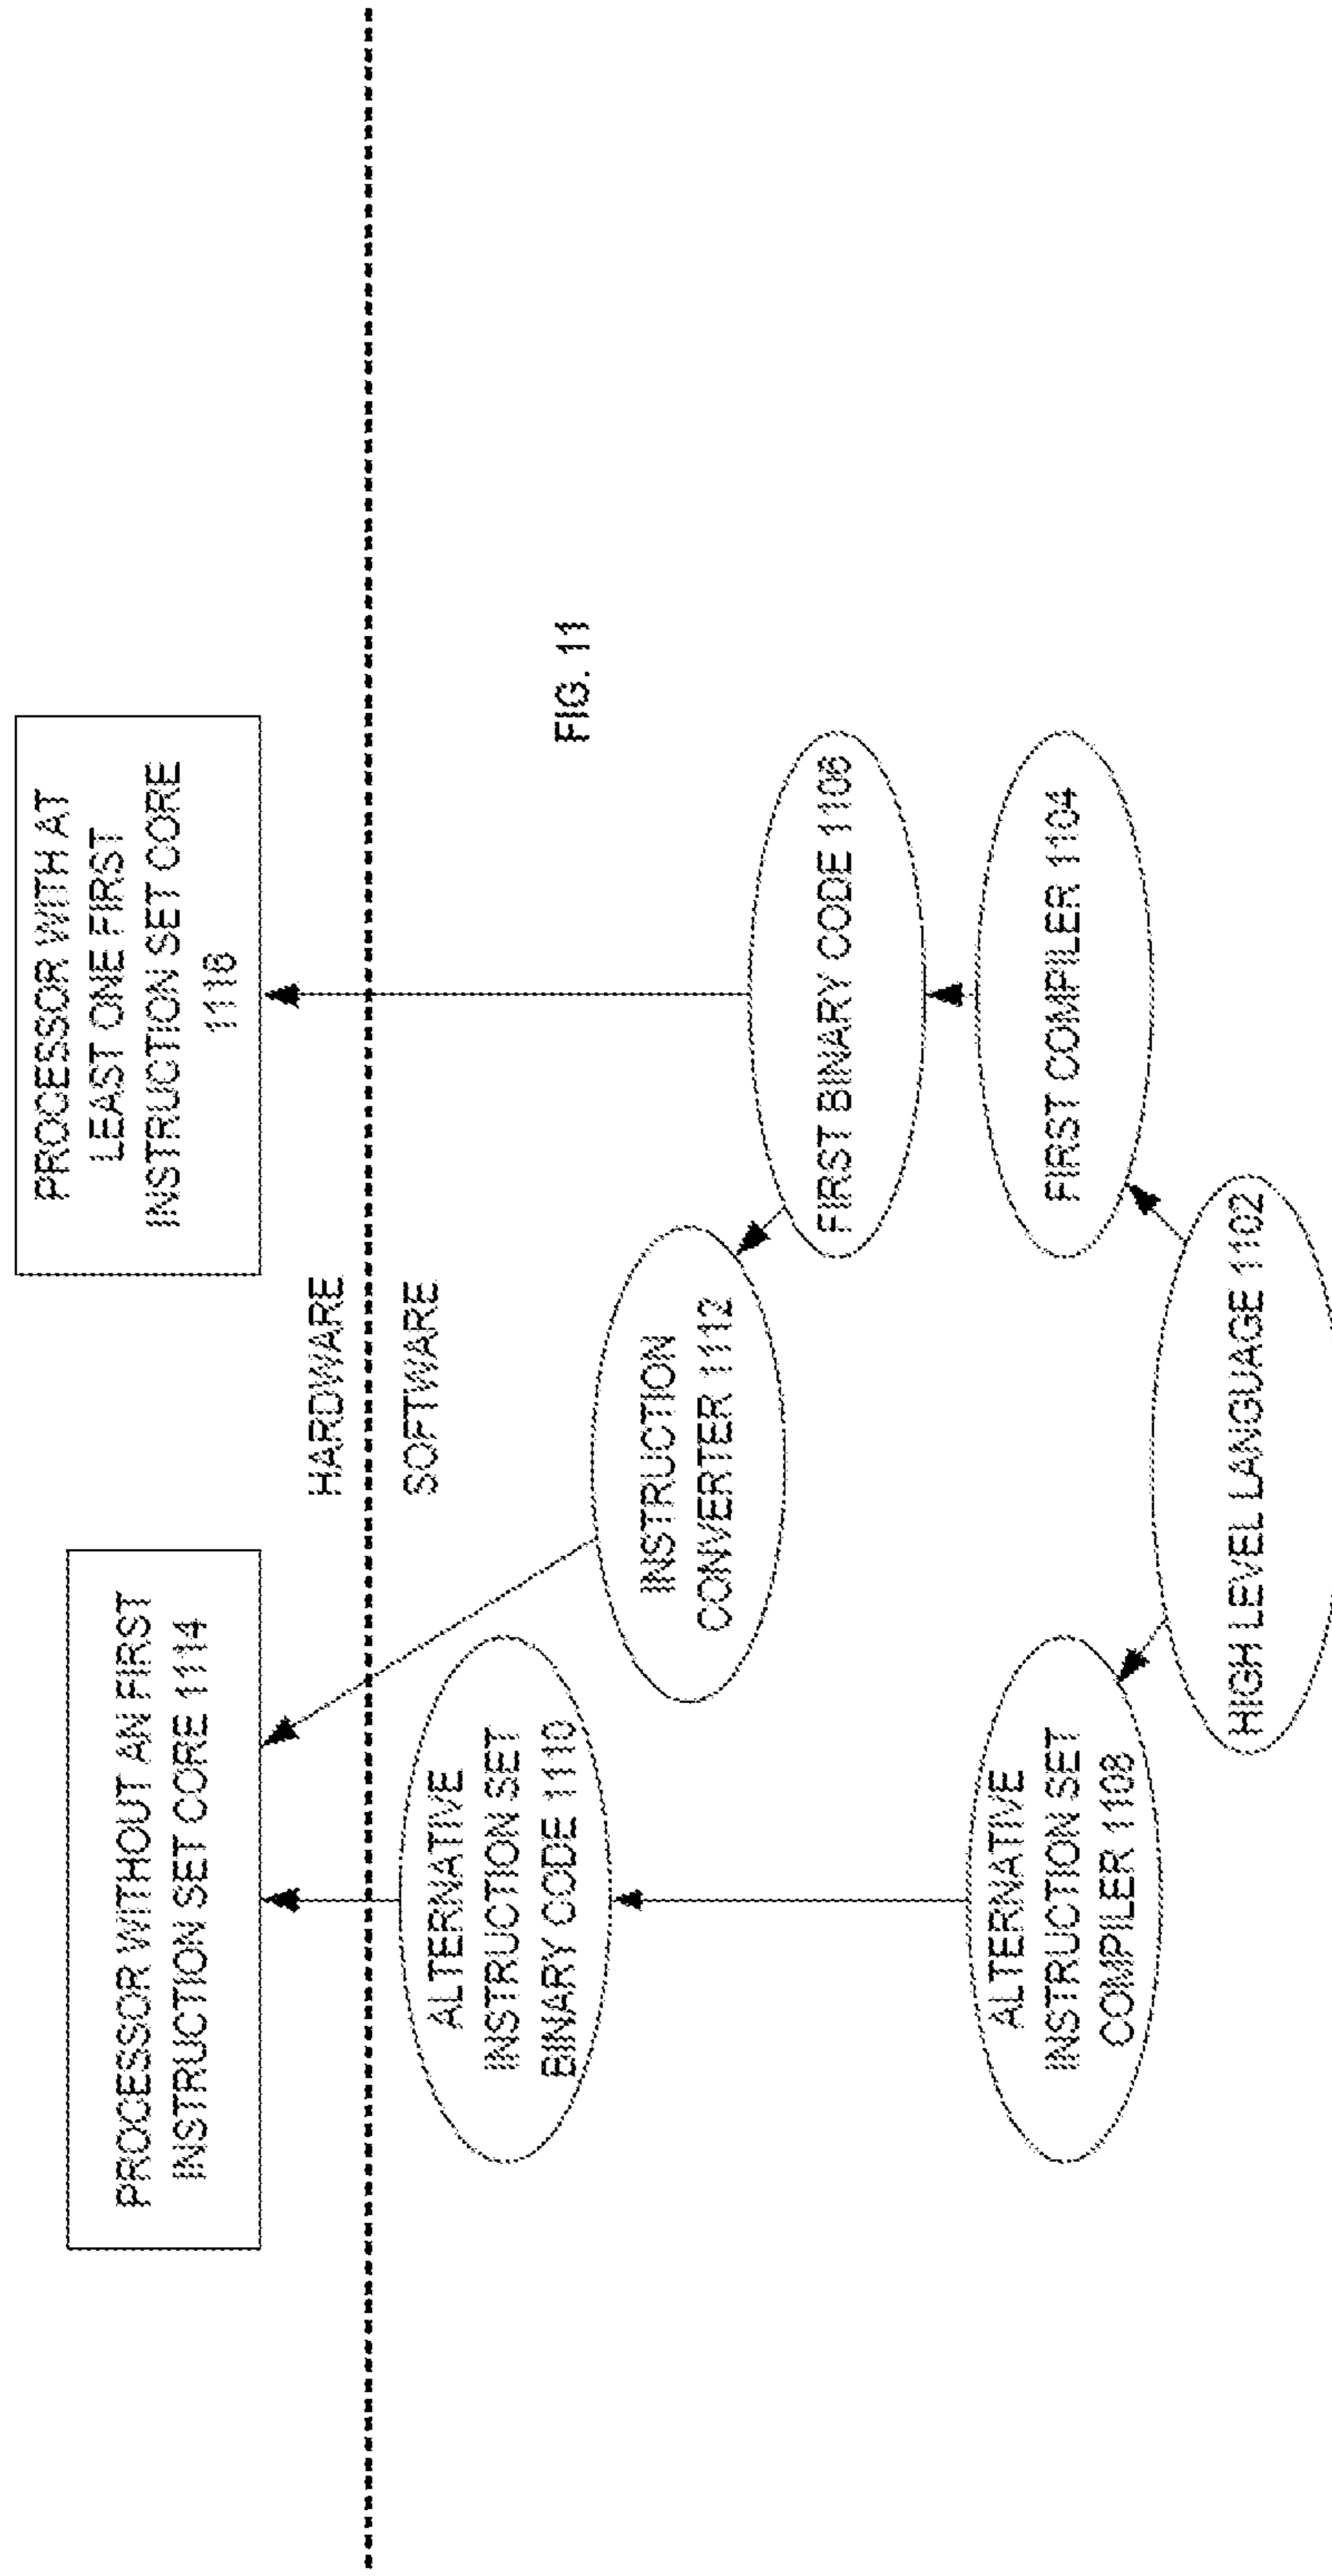 PROCESSOR WITHOUT AN FIRST
INSTRUCTION SET CORE 1114
PROCESSOR WITH AT
LEAST ONE FIRST
INSTRUCTION SET CORE
1116
HARDWARE
SOFTWARE
ALTERNATIVE
INSTRUCTION SET
BINARY CODE 1110
FIG. 11
INSTRUCTION
CONVERTER 1112
FIRST BINARY CODE 1106
ALTERNATIVE
INSTRUCTION SET
COMPILER 1108
FIRST COMPILER 1104
HIGH LEVEL LANGUAGE 1102